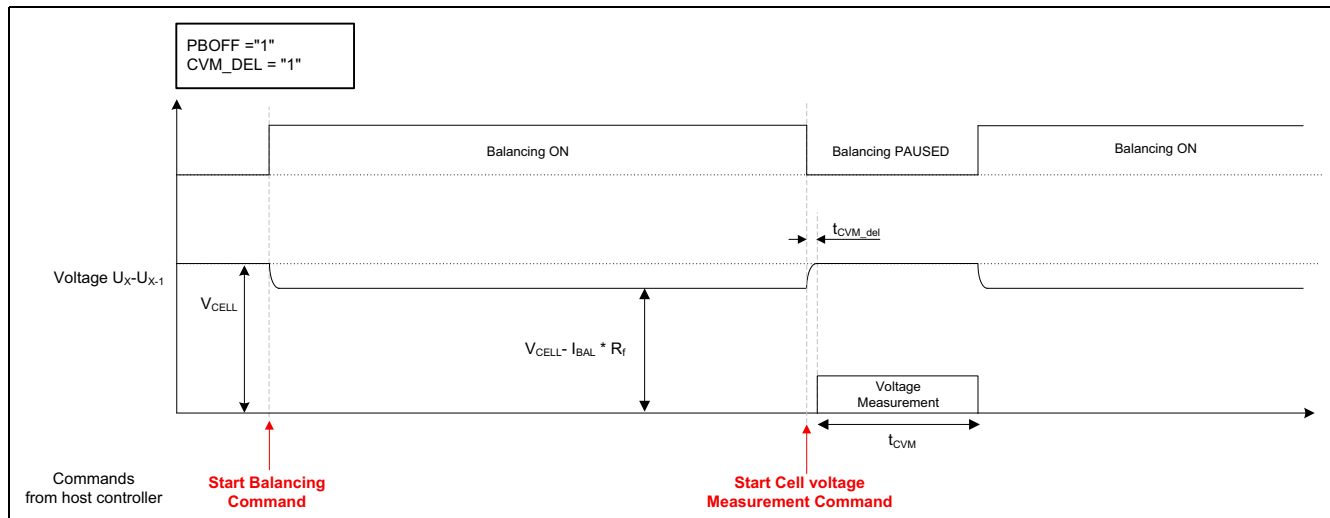 PBOFF ="1"
CVM_DEL = "1"
Balancing ON
Balancing PAUSED
Balancing ON
tCVM_del
Voltage UX-UX-1
VCELL
VCELL- IBAL * Rf
Voltage
Measurement
tCVM
Commands
from host controller
Start Balancing
Command
Start Cell voltage
Measurement Command